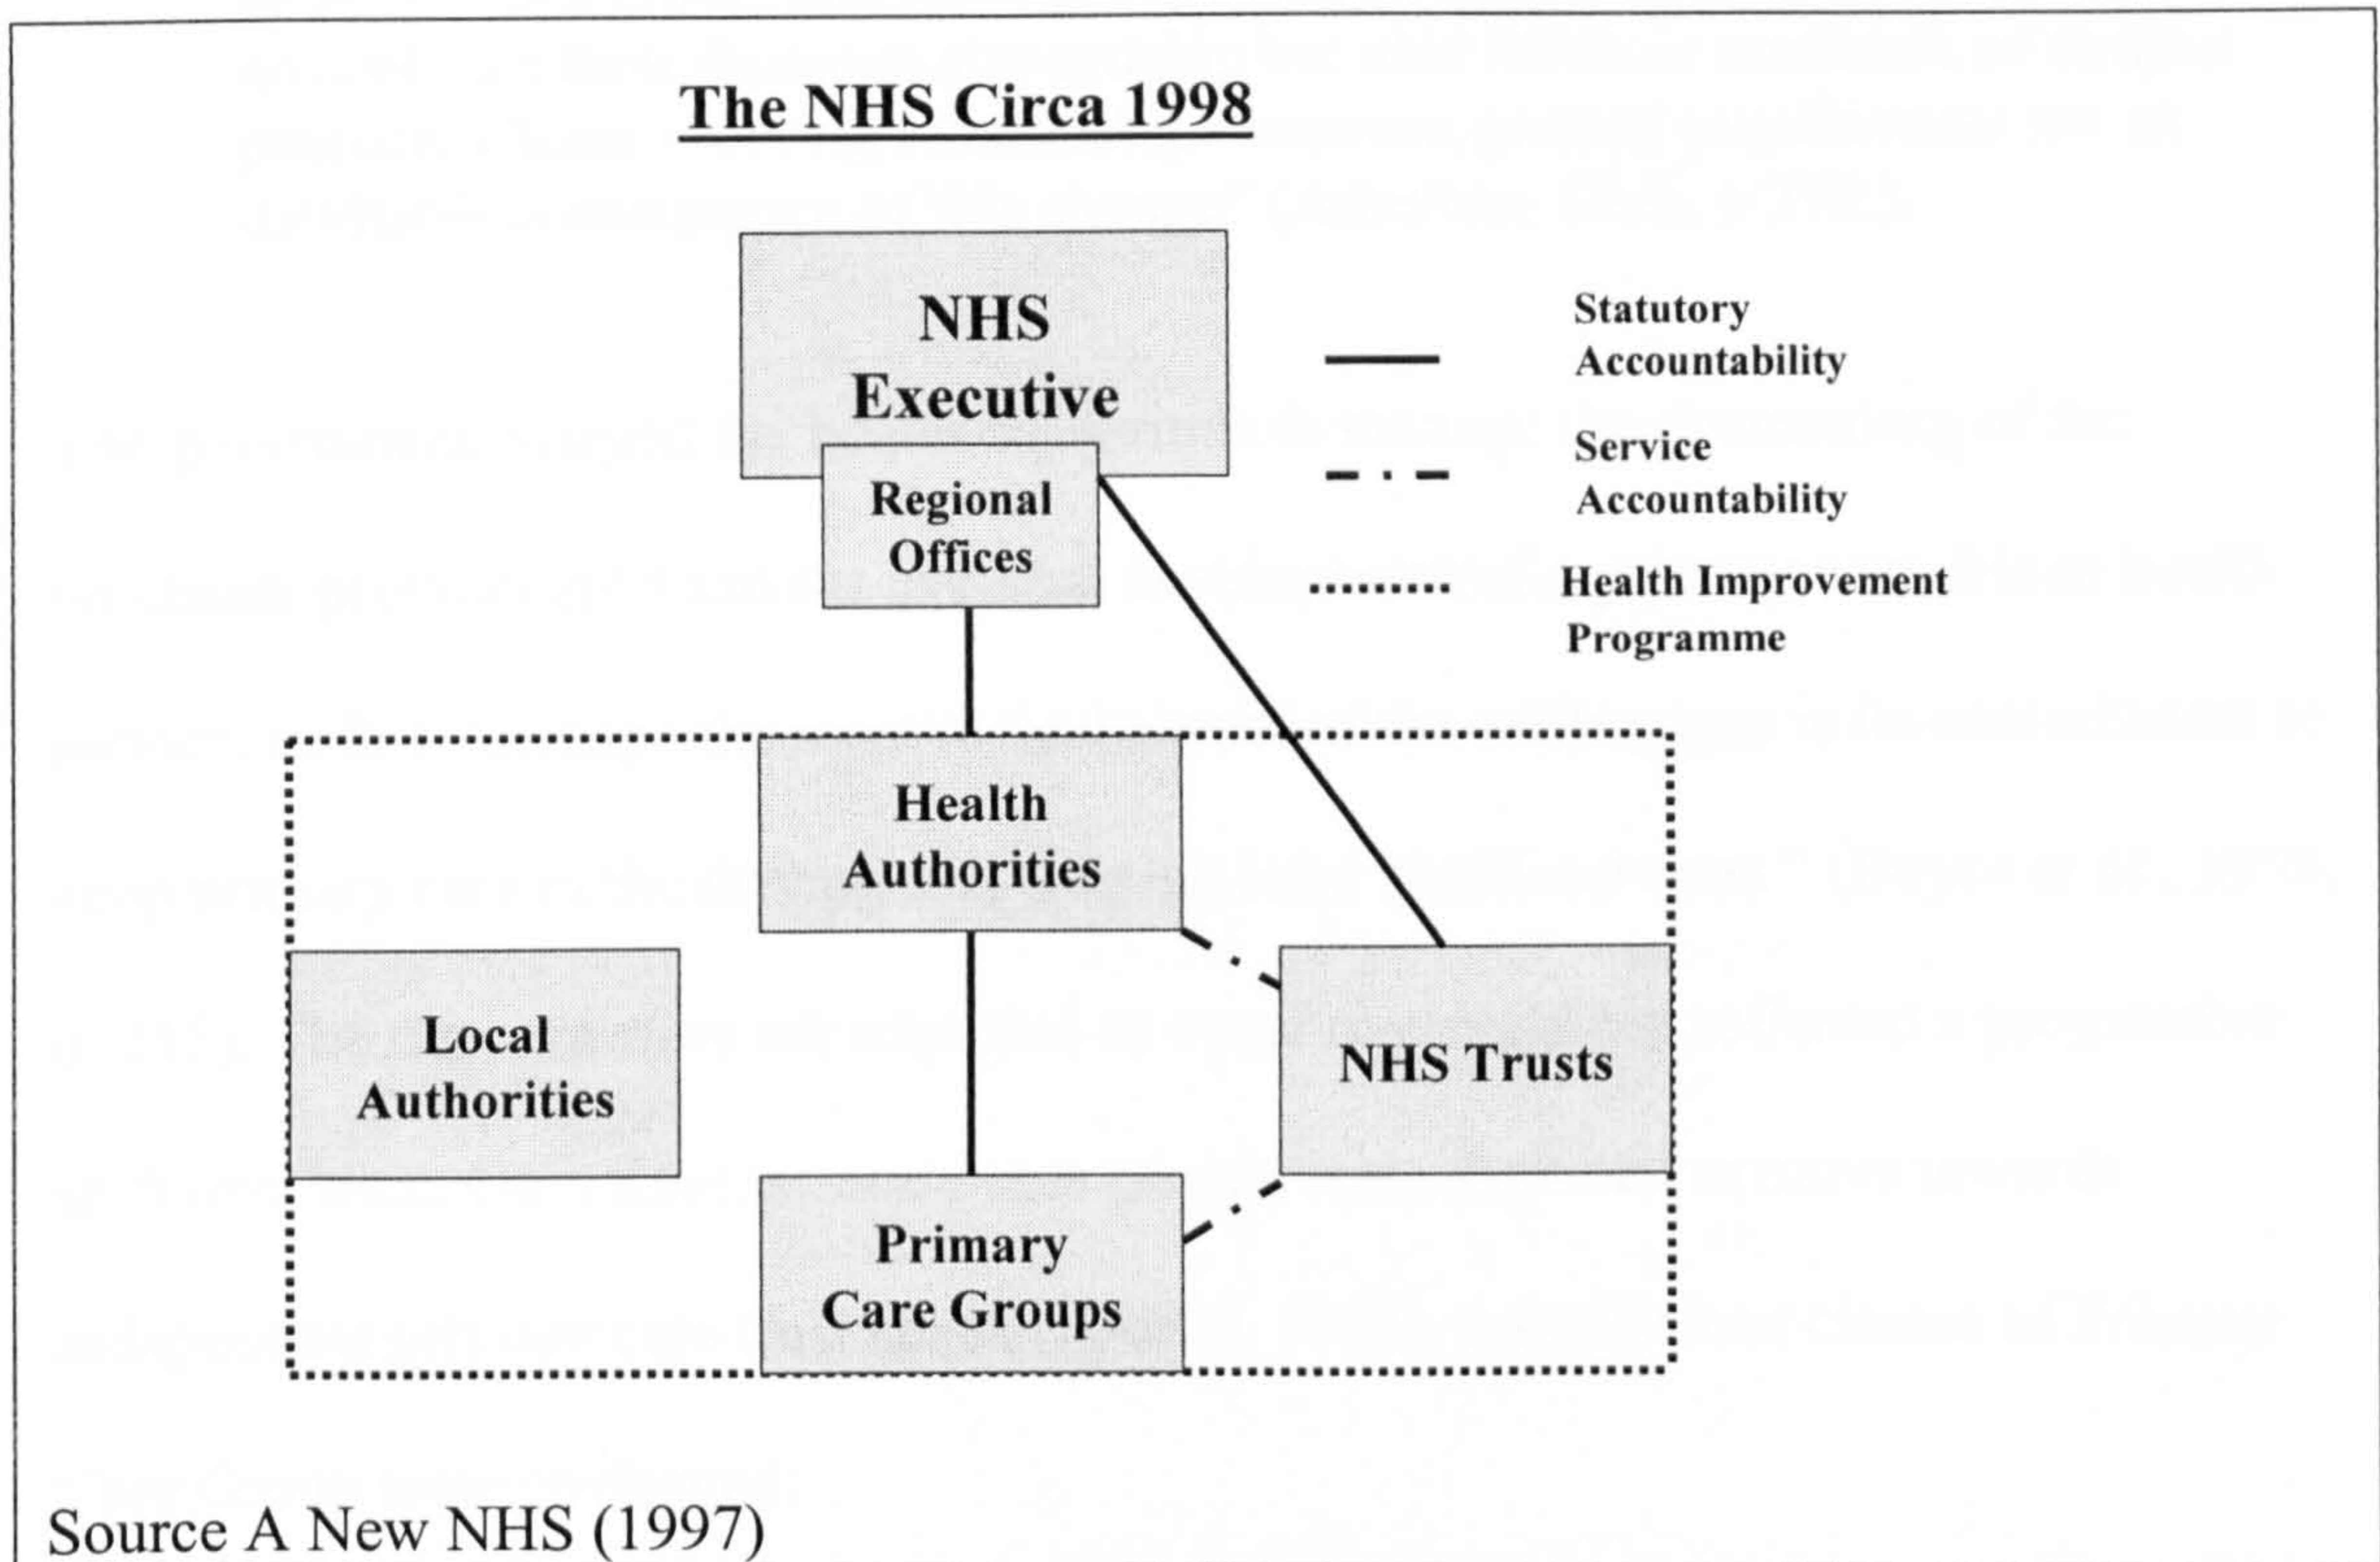 The NHS Circa 1998
NHS
Executive
Regional
Offices
Statutory
Accountability
Service
Accountability
Health Improvement
Programme
Health
Authorities
Local
Authorities
NHS Trusts
Primary
Care Groups
Source A New NHS (1997)